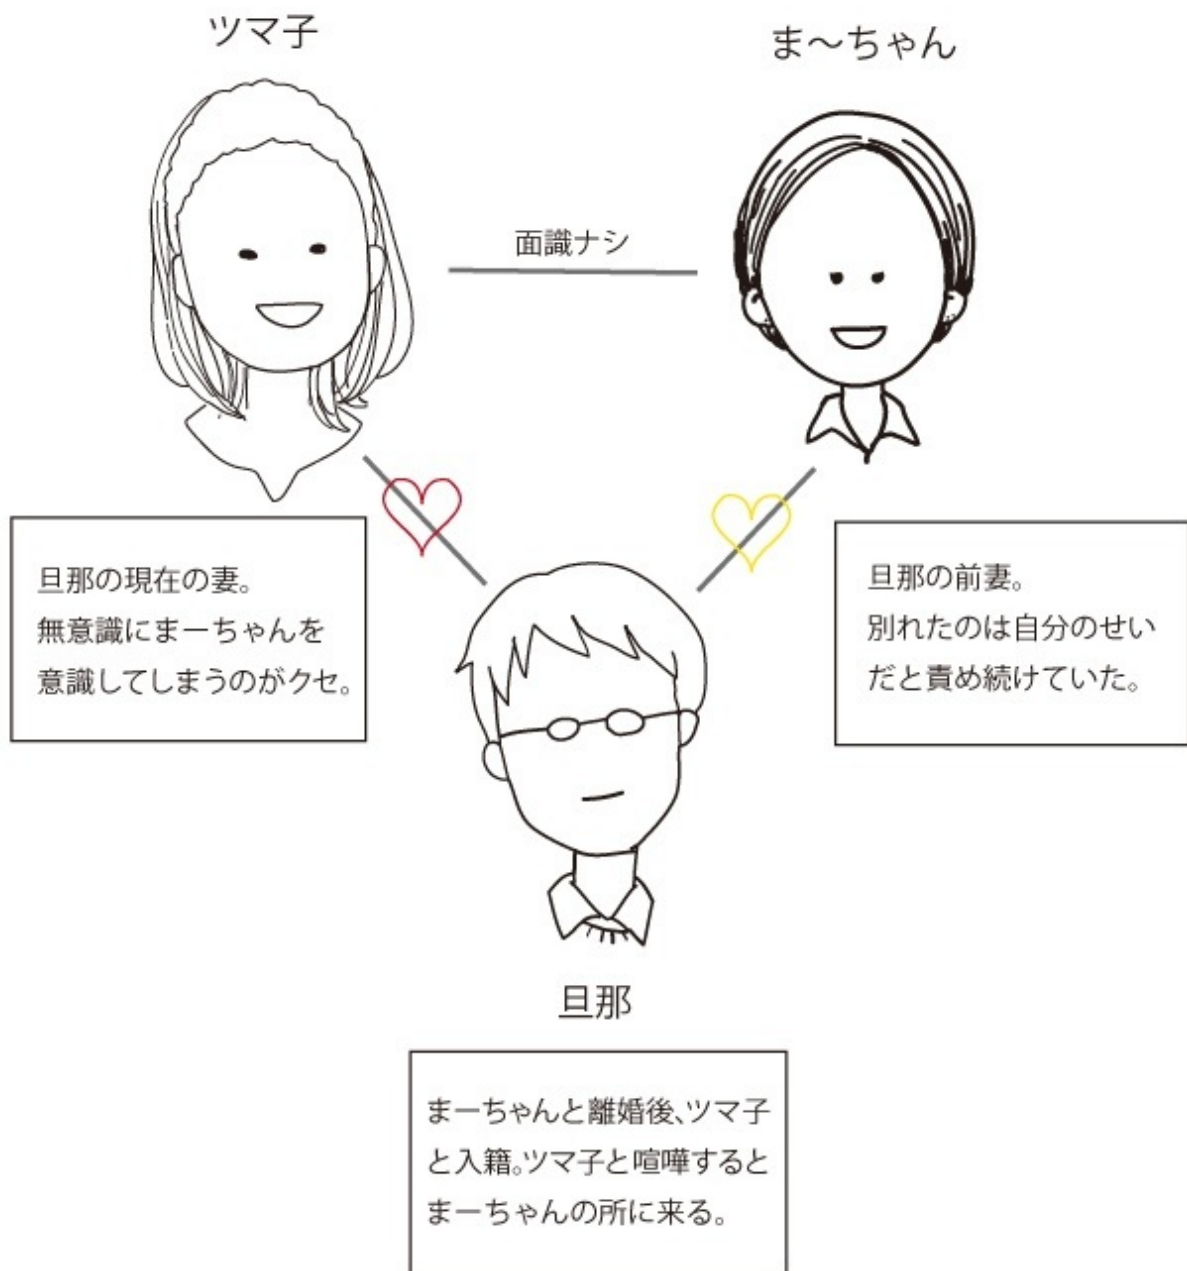 ツマ子
ま～ちゃん
面識ナシ
旦那の現在の妻。
無意識にまーちゃんを
意識してしまうのがクセ。
旦那の前妻。
別れたのは自分のせい
だと責め続けていた。
旦那
まーちゃんと離婚後、ツマ子
と入籍。ツマ子と喧嘩すると
まーちゃんの所に来る。